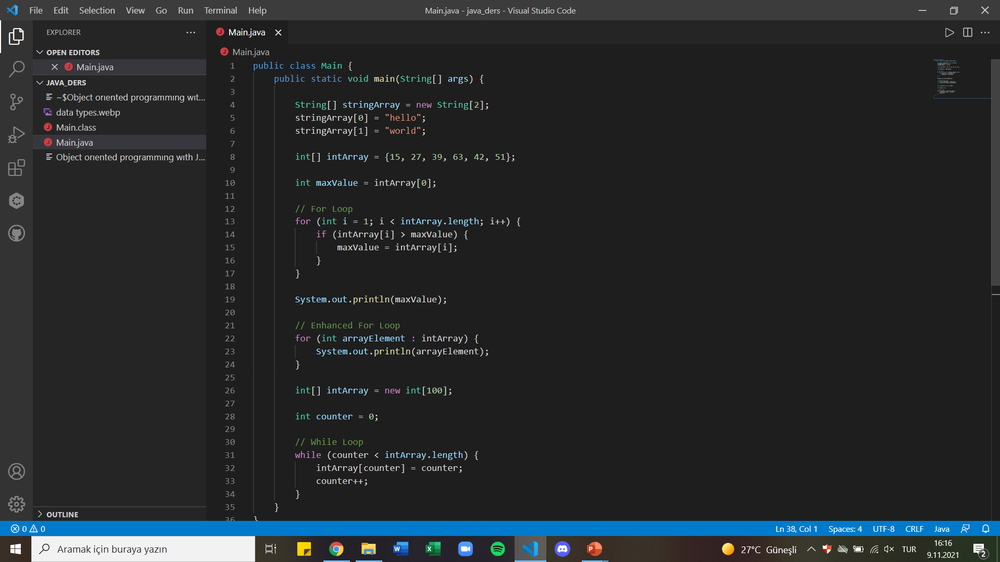 File Edit Selection View Go Run Terminal Help
Main.java - java_ders - Visual Studio Code
EXPLORER
OPEN EDITORS
Main.java
JAVA_DERS
~$Object orıented programmıng wıt...
data types.webp
Main.class
Main.java
Object orıented programmıng wıth J...
OUTLINE
Main.java
Main.java
1 public class Main {
2 public static void main(String[] args) {
3
4 String[] stringArray = new String[2];
5 stringArray[0] = "hello";
6 stringArray[1] = "world";
7
8 int[] intArray = {15, 27, 39, 63, 42, 51};
9
10 int maxValue = intArray[0];
11
12 // For Loop
13 for (int i = 1; i < intArray.length; i++) {
14 if (intArray[i] > maxValue) {
15 maxValue = intArray[i];
16 }
17 }
18
19 System.out.println(maxValue);
20
21 // Enhanced For Loop
22 for (int arrayElement : intArray) {
23 System.out.println(arrayElement);
24 }
25
26 int[] intArray = new int[100];
27
28 int counter = 0;
29
30 // While Loop
31 while (counter < intArray.length) {
32 intArray[counter] = counter;
33 counter++;
34 }
35 }
36 }
0 0
Ln 38, Col 1 Spaces: 4 UTF-8 CRLF Java
Aramak için buraya yazın
27°C Güneşli
TUR
16:16
9.11.2021
2